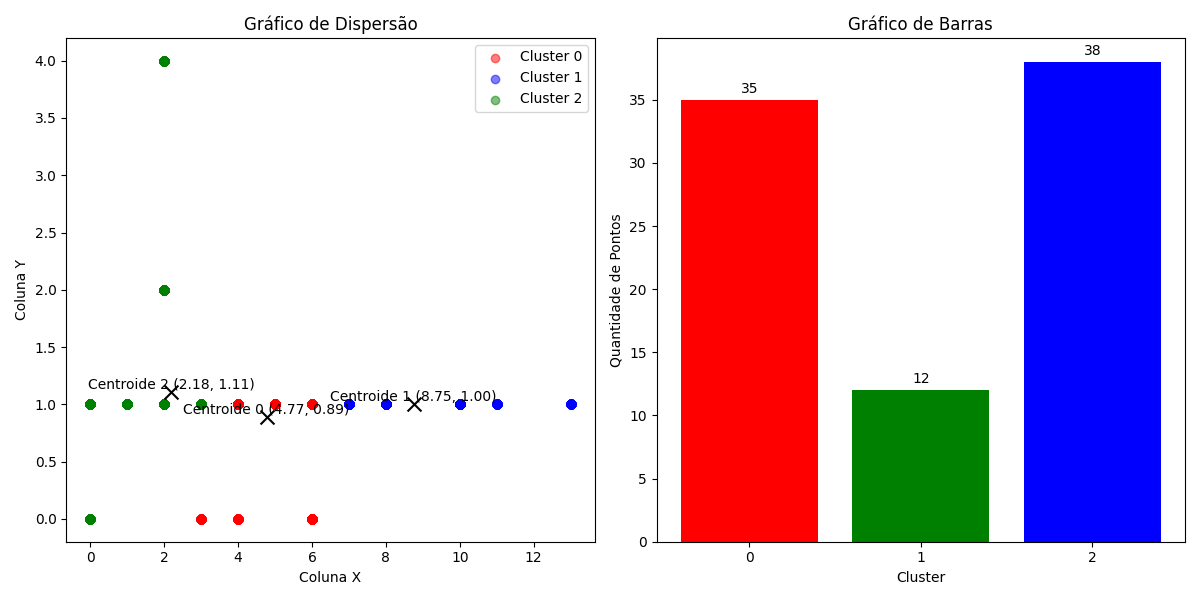 Gráfico de Dispersão
4.0
3.5
3.0
2.5
2.0
1.5
1.0
0.5
0.0
Coluna Y
Cluster 0
Cluster 1
Cluster 2
Centroide 2 (2.18, 1.11)
Centroide 1 (8.75, 1.00)
Centroide 0 (4.77, 0.89)
0 2 4 6 8 10 12
Coluna X
Gráfico de Barras
35
30
25
20
15
10
5
0
Quantidade de Pontos
35
12
38
0 1 2
Cluster